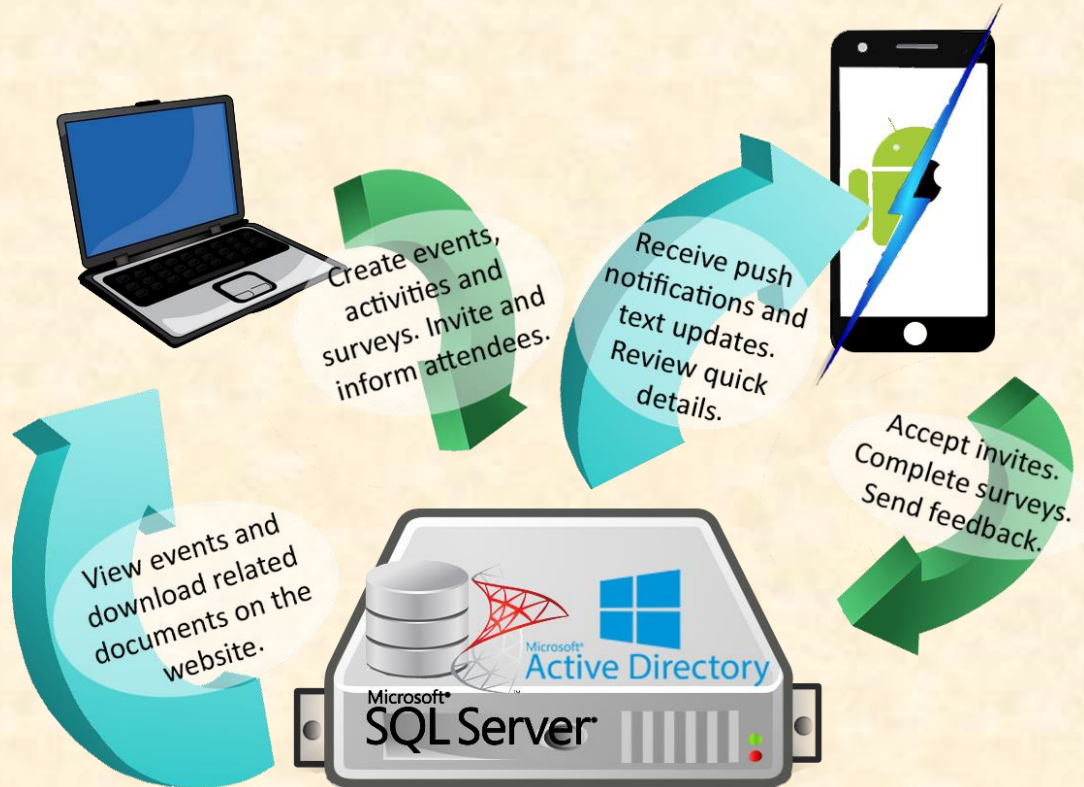 Create events,
activities and
surveys. Invite and
inform attendees.
Receive push
notifications and
text updates.
Review quick
details.
Accept invites.
Complete surveys.
Send feedback.
View events and
download related
documents on the
website.
Microsoft®
Active Directory
Microsoft®
SQL Server®